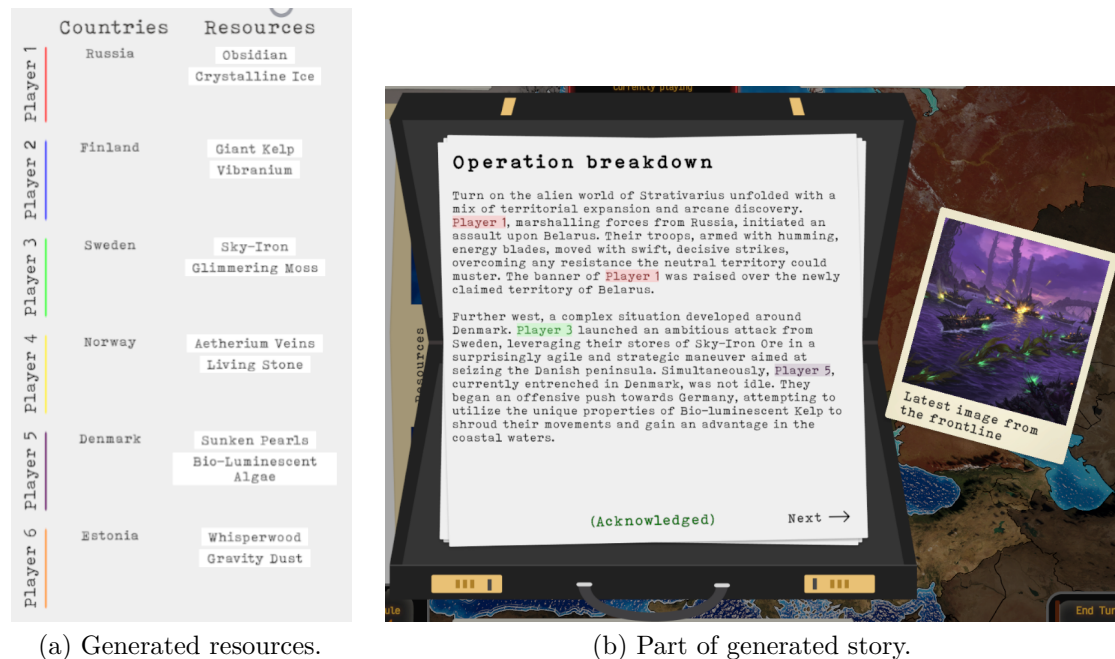 Countries Resources
Player 1
Russia
Obsidian
Crystalline Ice
Player 2
Finland
Giant Kelp
Vibranium
Player 3
Sweden
Sky-Iron
Glimmering Moss
Player 4
Norway
Aetherium Veins
Living Stone
Player 5
Denmark
Sunken Pearls
Bio-Luminescent
Algae
Player 6
Estonia
Whisperwood
Gravity Dust
(a) Generated resources.
Currently playing
Operation breakdown
Turn on the alien world of Strativarius unfolded with a
mix of territorial expansion and arcane discovery.
Player 1, marshalling forces from Russia, initiated an
assault upon Belarus. Their troops, armed with humming,
energy blades, moved with swift, decisive strikes,
overcoming any resistance the neutral territory could
muster. The banner of Player 1 was raised over the newly
claimed territory of Belarus.
Further west, a complex situation developed around
Denmark. Player 3 launched an ambitious attack from
Sweden, leveraging their stores of Sky-Iron Ore in a
surprisingly agile and strategic maneuver aimed at
seizing the Danish peninsula. Simultaneously, Player 5,
currently entrenched in Denmark, was not idle. They
began an offensive push towards Germany, attempting to
utilize the unique properties of Bio-luminescent Kelp to
shroud their movements and gain an advantage in the
coastal waters.
(Acknowledged)
Next →
Resources
Latest image from
the frontline
End Tur
(b) Part of generated story.